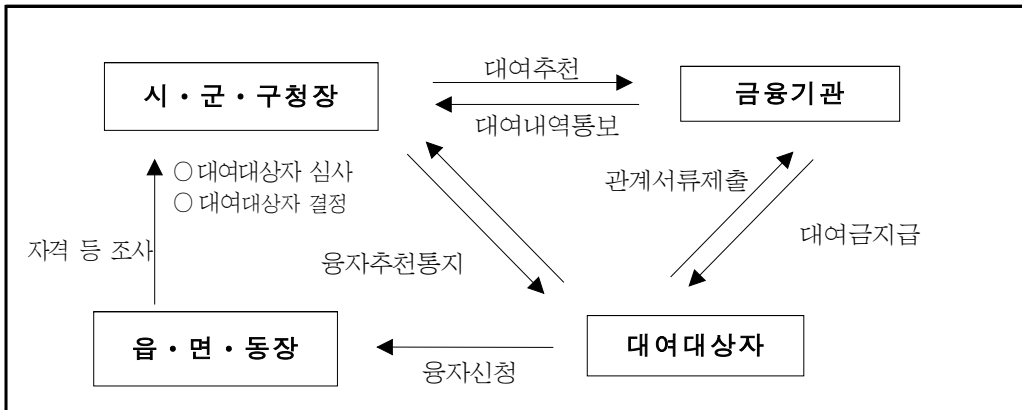 대여추천
시・군・구청장
금융기관
대여내역통보
○ 대여대상자 심사
○ 대여대상자 결정
관계서류제출
대여금지급
자격 등 조사
융자추천통지
읍・면・동장
대여대상자
융자신청